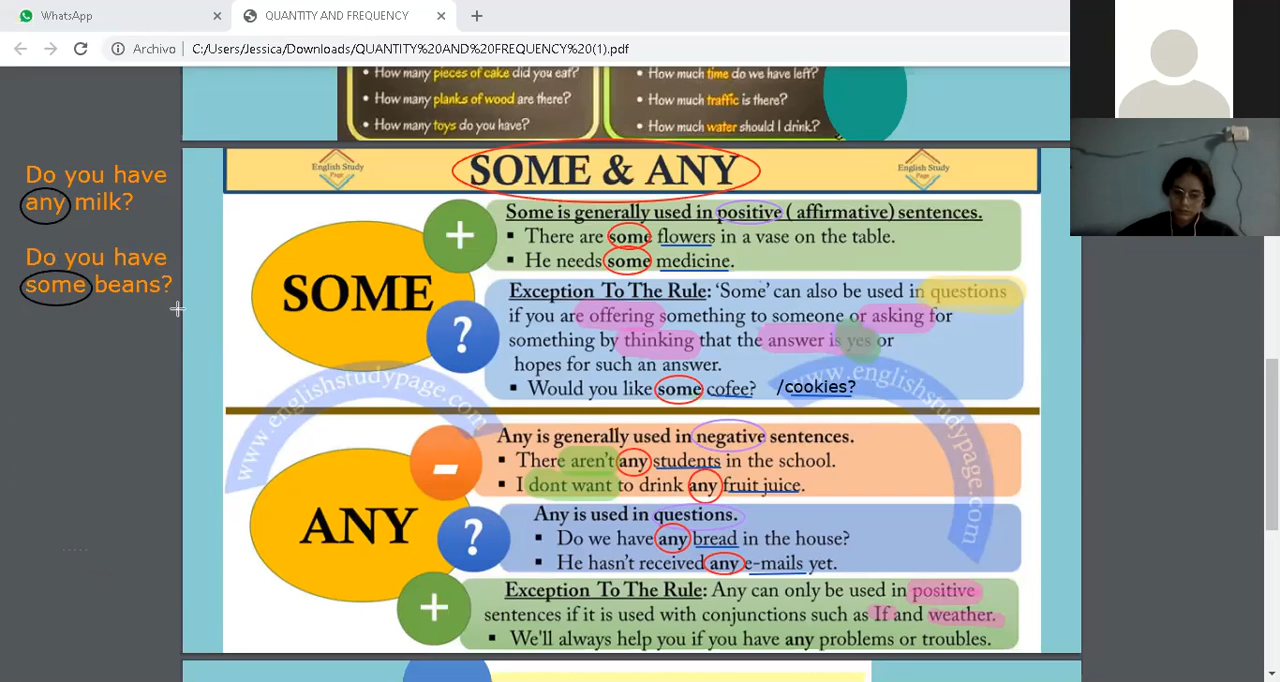 WhatsApp
QUANTITY AND FREQUENCY
Archivo
C:/Users/Jessica/Downloads/QUANTITY%20AND%20FREQUENCY%20(1).pdf
How many pieces of cake did you eat?
How many planks of wood are there?
How many toys do you have?
How much time do we have left?
How much traffic is there?
How much water should I drink?
Do you have
any milk?
Do you have
some beans?
English Study
Page
SOME & ANY
English Study
Page
SOME
+
Some is generally used in positive ( affirmative) sentences.
There are some flowers in a vase on the table.
He needs some medicine.
?
Exception To The Rule: 'Some' can also be used in questions
if you are offering something to someone or asking for
something by thinking that the answer is yes or
hopes for such an answer.
Would you like some cofee? /cookies?
www.englishstudypage.com
www.englishstudypage.com
ANY
-
Any is generally used in negative sentences.
There aren't any students in the school.
I dont want to drink any fruit juice.
?
Any is used in questions.
Do we have any bread in the house?
He hasn't received any e-mails yet.
+
Exception To The Rule: Any can only be used in positive
sentences if it is used with conjunctions such as If and weather.
We'll always help you if you have any problems or troubles.